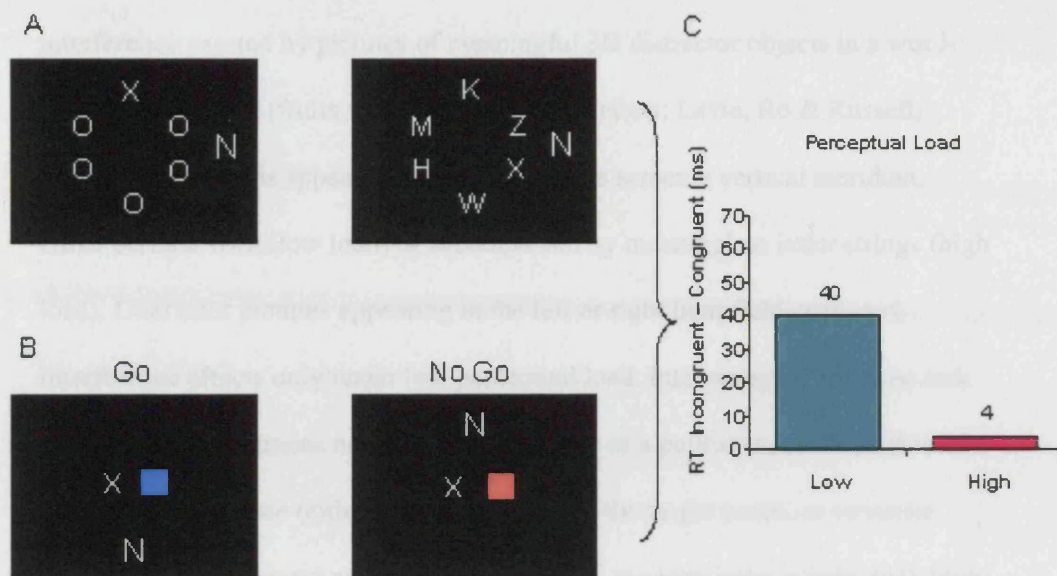 A
X
O O
N
O O
O
K
M Z
N
H X
W
C
Perceptual Load
RT Incongruent - Congruent (ms)
70
60
50
40
30
20
10
0
40
4
Low High
B
Go
X
N
No Go
N
X